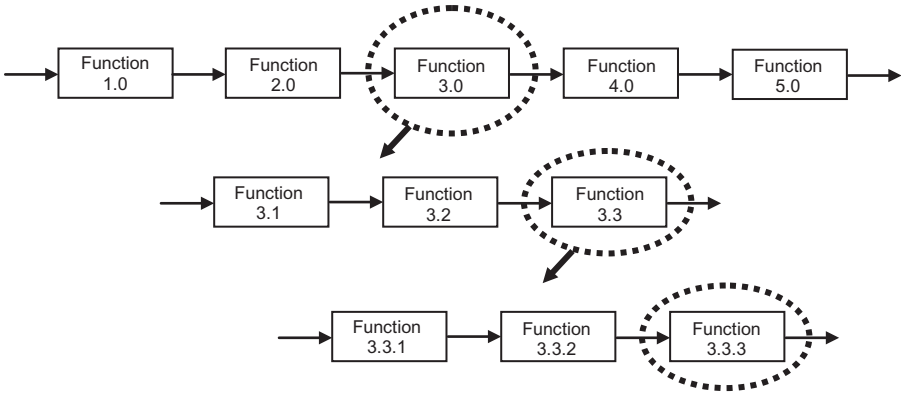 Function
1.0
Function
2.0
Function
3.0
Function
4.0
Function
5.0
Function
3.1
Function
3.2
Function
3.3
Function
3.3.1
Function
3.3.2
Function
3.3.3